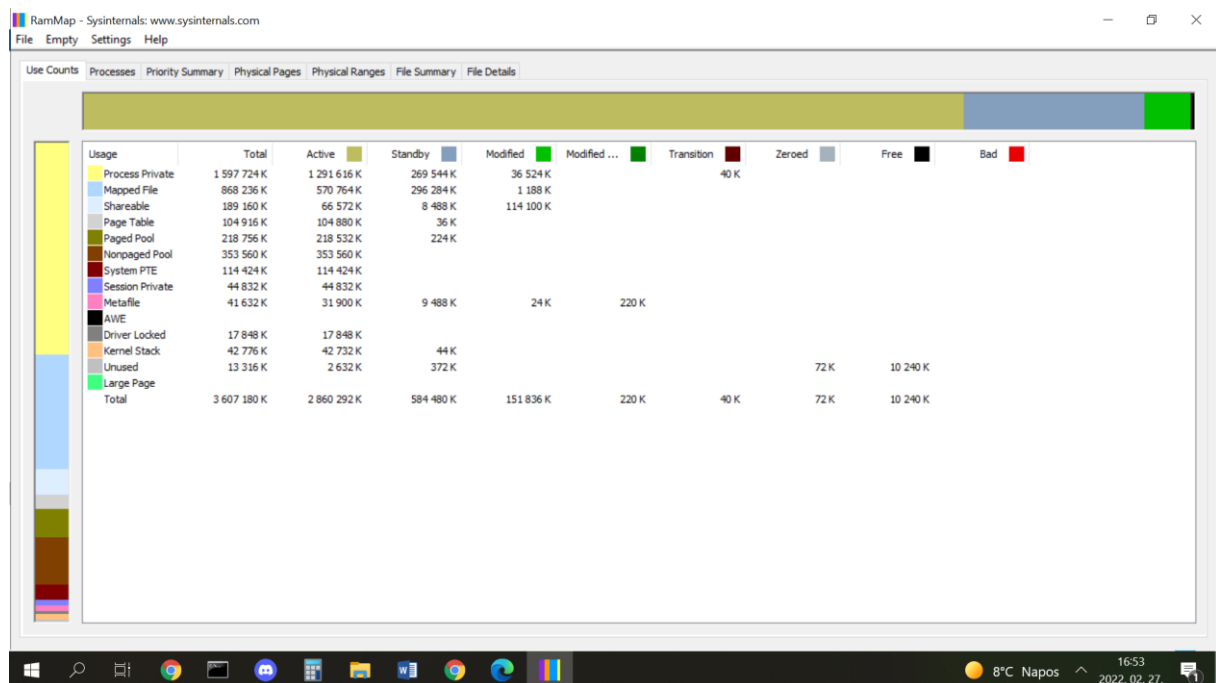 RamMap - Sysinternals: www.sysinternals.com
File Empty Settings Help
Use Counts Processes Priority Summary Physical Pages Physical Ranges File Summary File Details
Usage Total Active Standby Modified Modified ... Transition Zeroed Free Bad
Process Private 1 597 724 K 1 291 616 K 269 544 K 36 524 K 40 K
Mapped File 868 236 K 570 764 K 296 284 K 1 188 K
Shareable 189 160 K 66 572 K 8 488 K 114 100 K
Page Table 104 916 K 104 880 K 36 K
Paged Pool 218 756 K 218 532 K 224 K
Nonpaged Pool 353 560 K 353 560 K
System PTE 114 424 K 114 424 K
Session Private 44 832 K 44 832 K
Metafile 41 632 K 31 900 K 9 488 K 24 K 220 K
AWE
Driver Locked 17 848 K 17 848 K
Kernel Stack 42 776 K 42 732 K 44 K
Unused 13 316 K 2 632 K 372 K 72 K 10 240 K
Large Page
Total 3 607 180 K 2 860 292 K 584 480 K 151 836 K 220 K 40 K 72 K 10 240 K
8°C Napos
16:53
2022. 02. 27.
1